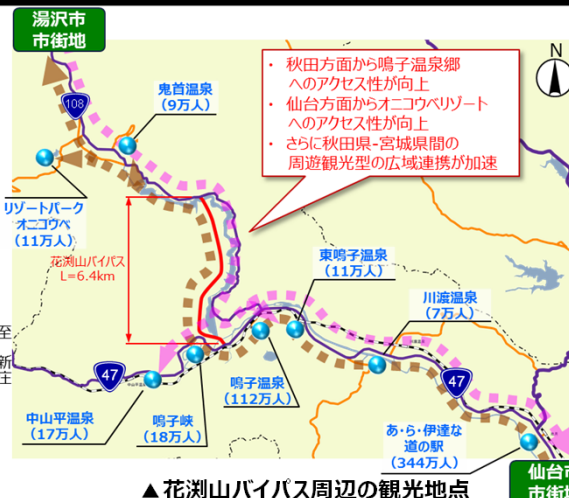 湯沢市
市街地
N
・ 秋田方面から鳴子温泉郷
へのアクセス性が向上
・ 仙台方面からオニコウベリゾート
へのアクセス性が向上
・ さらに秋田県-宮城県間の
周遊観光型の広域連携が加速
108
鬼首温泉
(9万人)
リゾートパーク
オニコウベ
(11万人)
花渕山バイパス
L=6.4km
東鳴子温泉
(11万人)
川渡温泉
(7万人)
至
新
庄
47
47
中山平温泉
(17万人)
鳴子峡
(18万人)
鳴子温泉
(112万人)
あ・ら・伊達な
道の駅
(344万人)
仙台市
市街地
▲花渕山バイパス周辺の観光地点